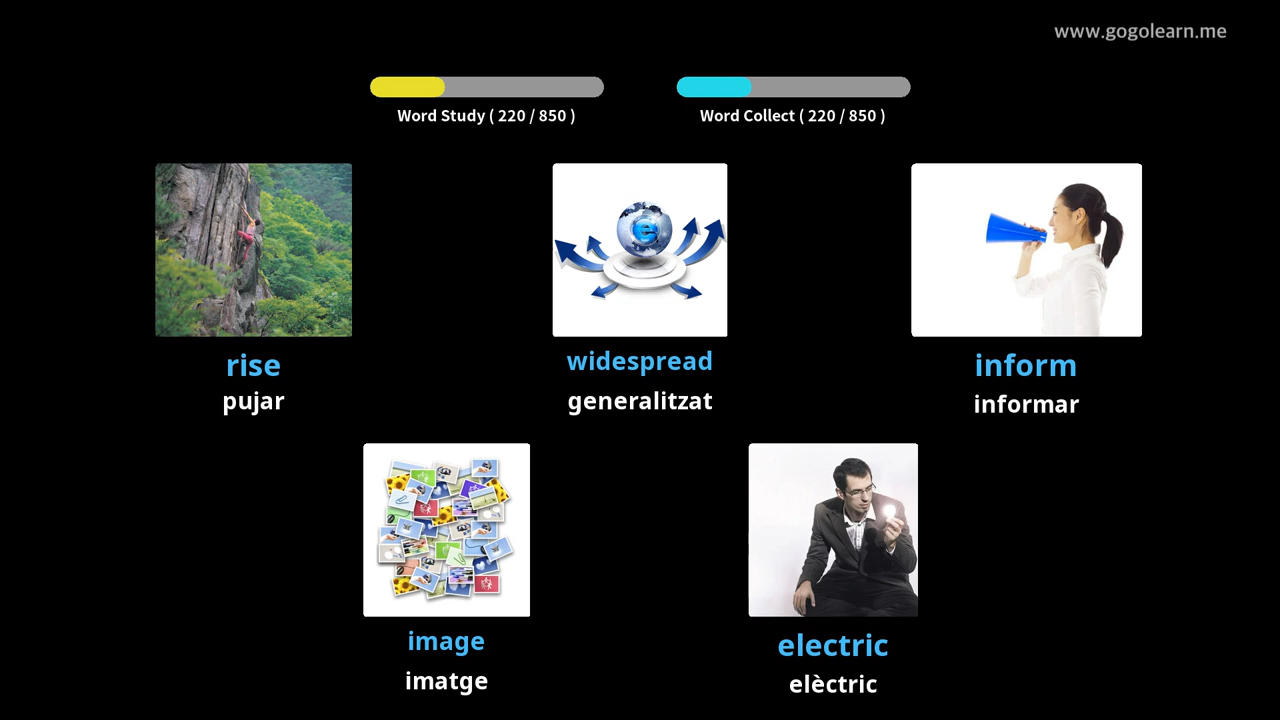 www.gogolearn.me
Word Study ( 220 / 850 )
Word Collect ( 220 / 850 )
rise
pujar
widespread
generalitzat
inform
informar
image
imatge
electric
elèctric